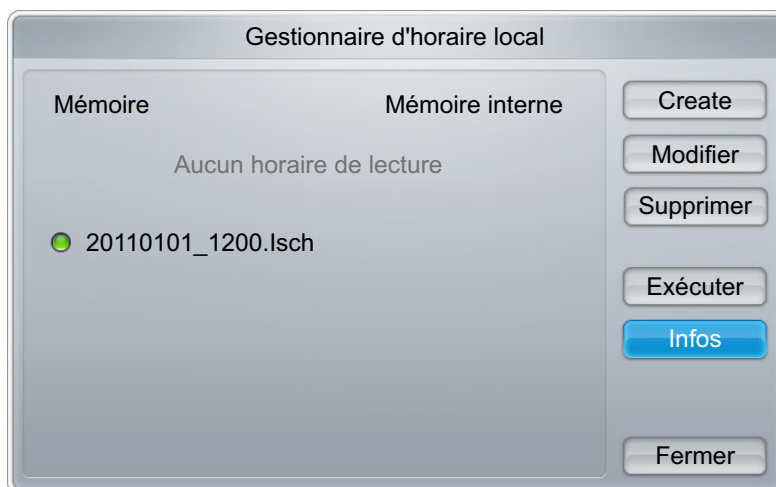 Gestionnaire d'horaire local
Mémoire Mémoire interne
Aucun horaire de lecture
20110101_1200.lsch
Create
Modifier
Supprimer
Exécuter
Infos
Fermer